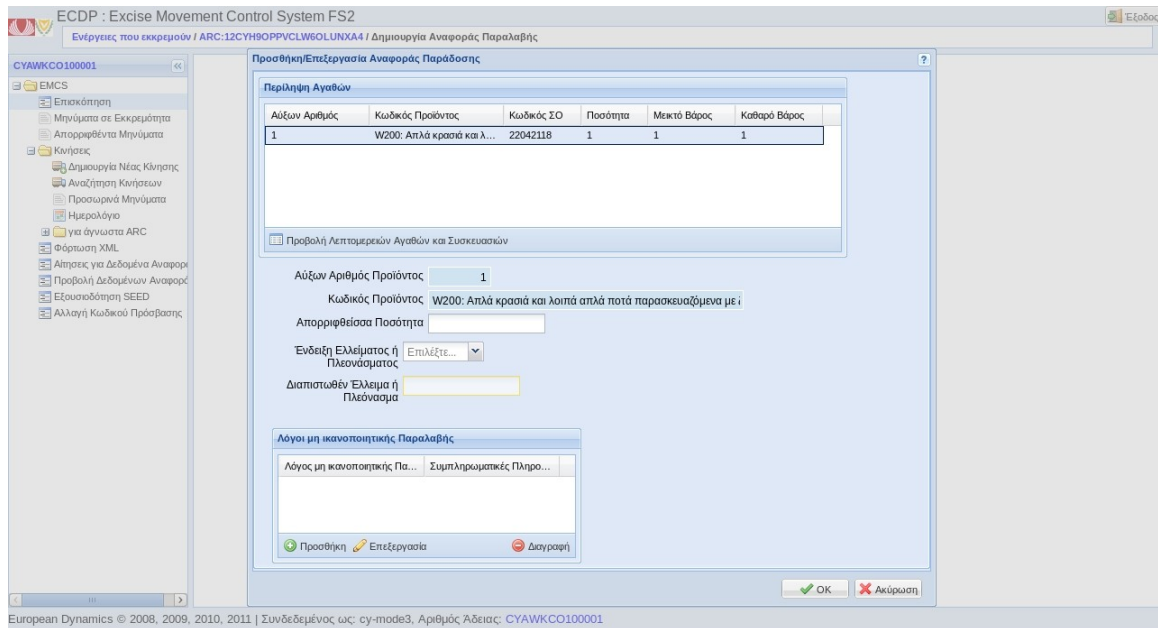 ECDP : Excise Movement Control System FS2
Έξοδος
Ενέργειες που εκκρεμούν / ARC:12CYH9OPPVCLW6OLUNXA4 / Δημιουργία Αναφοράς Παραλαβής
CYAWKCO100001
EMCS
Επισκόπηση
Μηνύματα σε Εκκρεμότητα
Απορριφθέντα Μηνύματα
Κινήσεις
Δημιουργία Νέας Κίνησης
Αναζήτηση Κινήσεων
Προσωρινά Μηνύματα
Ημερολόγιο
για άγνωστα ARC
Φόρτωση XML
Αίτησεις για Δεδομένα Αναφορ
Προβολή Δεδομένων Αναφορά
Εξουσιοδότηση SEED
Αλλαγή Κωδικού Πρόσβασης
Προσθήκη/Επεξεργασία Αναφοράς Παράδοσης
Περίληψη Αγαθών
Αύξων Αριθμός Κωδικός Προϊόντος Κωδικός ΣΟ Ποσότητα Μεικτό Βάρος Καθαρό Βάρος
1 W200: Απλά κρασιά και λ... 22042118 1 1 1
Προβολή Λεπτομερειών Αγαθών και Συσκευασιών
Αύξων Αριθμός Προϊόντος 1
Κωδικός Προϊόντος W200: Απλά κρασιά και λοιπά απλά ποτά παρασκευαζόμενα με
Απορριφθείσα Ποσότητα
Ένδειξη Ελλείματος ή Επιλέξτε...
Πλεονάσματος
Διαπιστωθέν Έλλειμα ή
Πλεόνασμα
Λόγοι μη ικανοποιητικής Παραλαβής
Λόγος μη ικανοποιητικής Πα... Συμπληρωματικές Πληρο...
Προσθήκη Επεξεργασία Διαγραφή
OK Ακύρωση
European Dynamics © 2008, 2009, 2010, 2011 | Συνδεδεμένος ως: cy-mode3, Αριθμός Άδειας: CYAWKCO100001